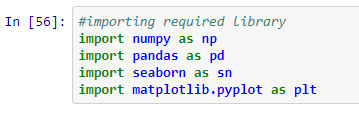 In [56]: #importing required library
import numpy as np
import pandas as pd
import seaborn as sn
import matplotlib.pyplot as plt